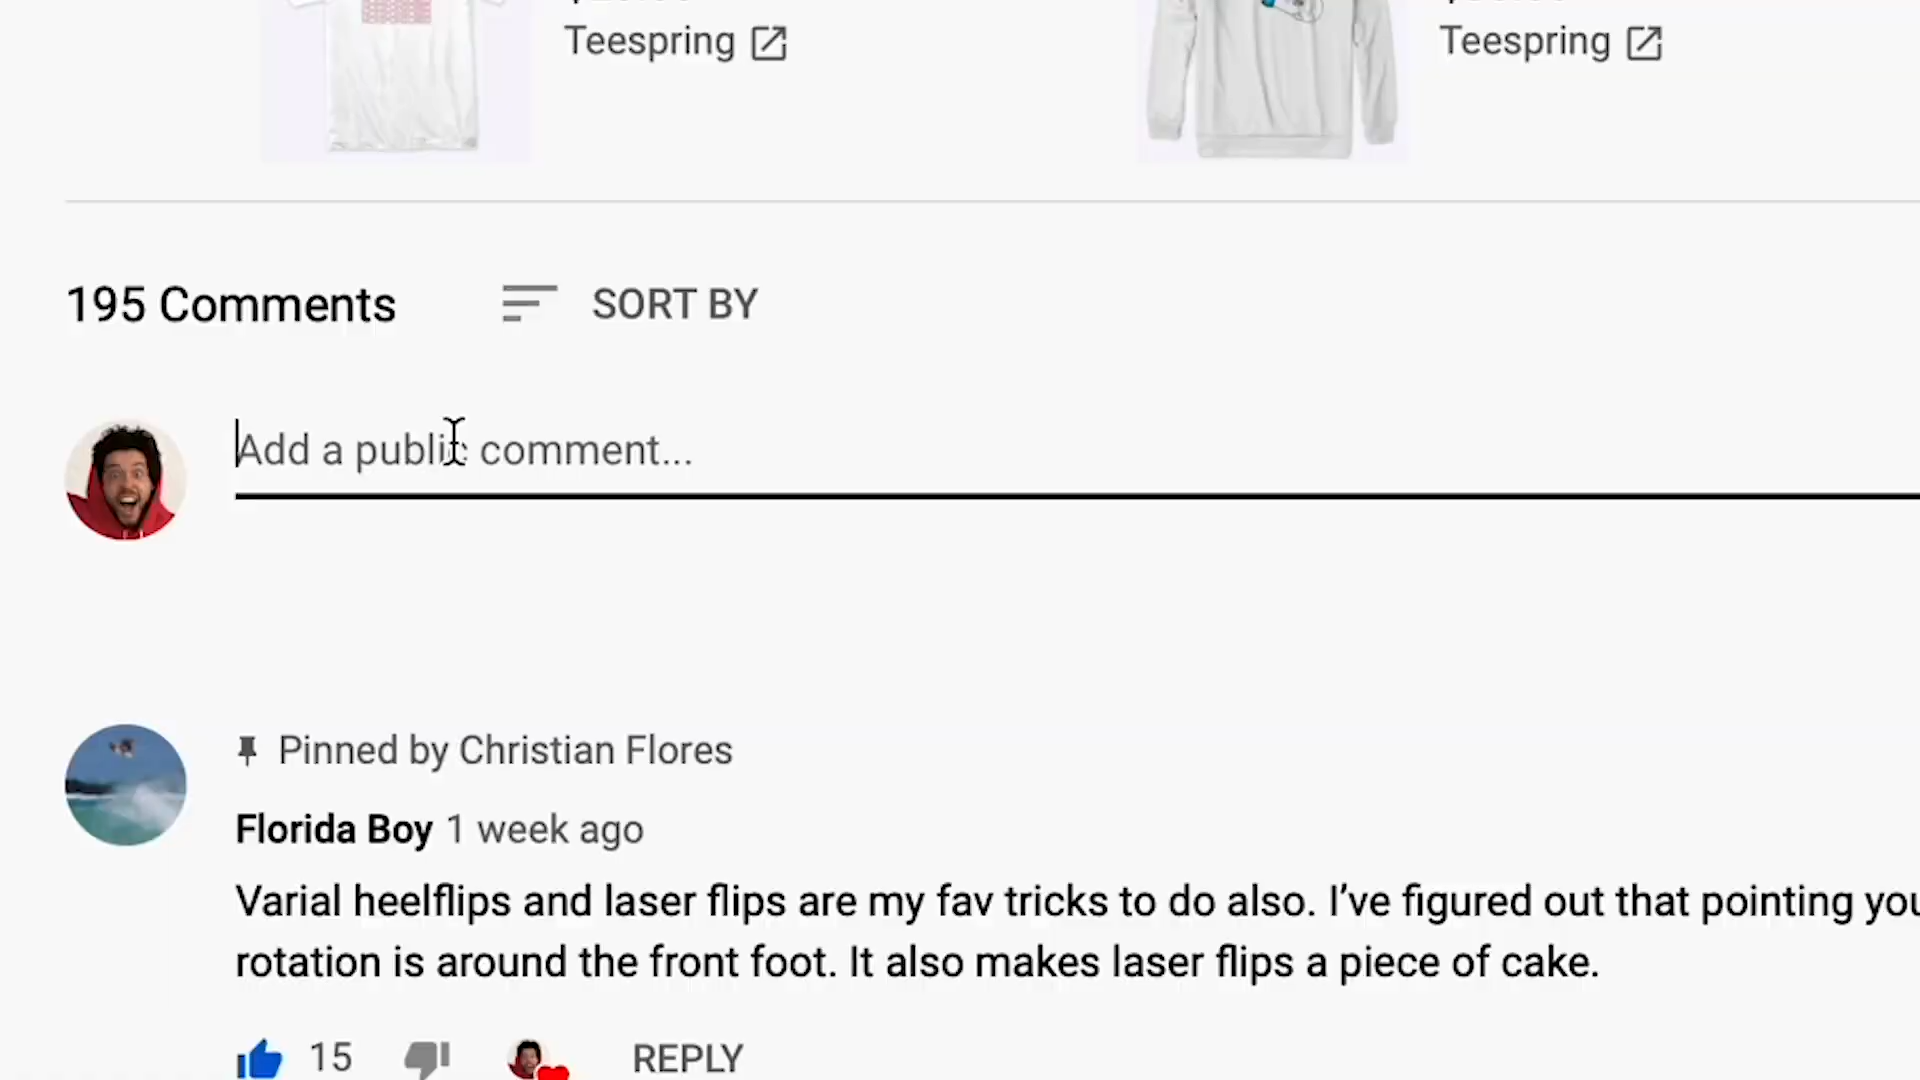 Teespring
Teespring
195 Comments
SORT BY
Add a public comment...
Pinned by Christian Flores
Florida Boy 1 week ago
Varial heelflips and laser flips are my fav tricks to do also. I’ve figured out that pointing
rotation is around the front foot. It also makes laser flips a piece of cake.
15
REPLY